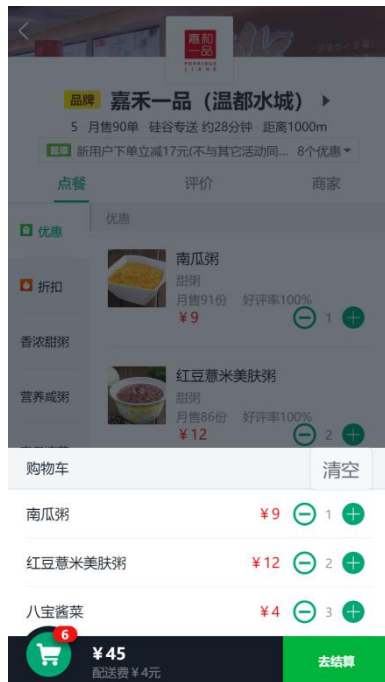 嘉和
一品
PORRIDGE
JIAHE
品牌 嘉禾一品（温都水城）
5 月售90单 硅谷专送 约28分钟 距离1000m
首单 新用户下单立减17元(不与其它活动同... 8个优惠
点餐 评价 商家
优惠
优惠
南瓜粥
甜粥
月售91份 好评率100%
¥9
1
折扣
香浓甜粥
红豆薏米美肤粥
甜粥
营养咸粥
月售86份 好评率100%
¥12
2
购物车 清空
南瓜粥 ¥9 1
红豆薏米美肤粥 ¥12 2
八宝酱菜 ¥4 3
6
¥45
配送费¥4元
去结算